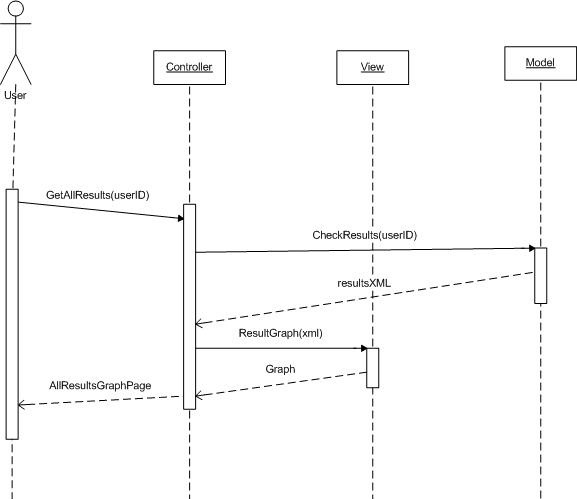 Controller
View
Model
User
GetAllResults(userID)
CheckResults(userID)
resultsXML
ResultGraph(xml)
Graph
AllResultsGraphPage